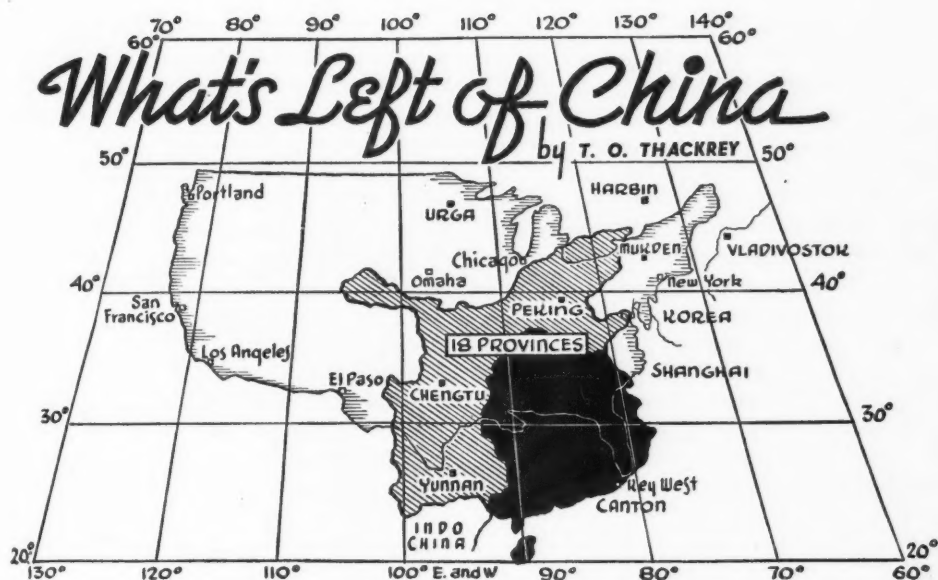 70° 80° 90° 100° 110° 120° 130° 140°
60° 60°
What's Left of China
by T. O. THACKREY
50° 50°
Portland
HARBIN
URGA
VLADIVOSTOK
MUKDEN
Chicago
Omaha
New York
40° 40°
San
Francisco
PEKING
KOREA
18 PROVINCES
Los Angeles
SHANGHAI
El Paso
CHENGTU
30° 30°
YUNNAN
Key West
CANTON
INDO
CHINA
20° 20°
130° 120° 110° 100° E. and W 90° 80° 70° 60°